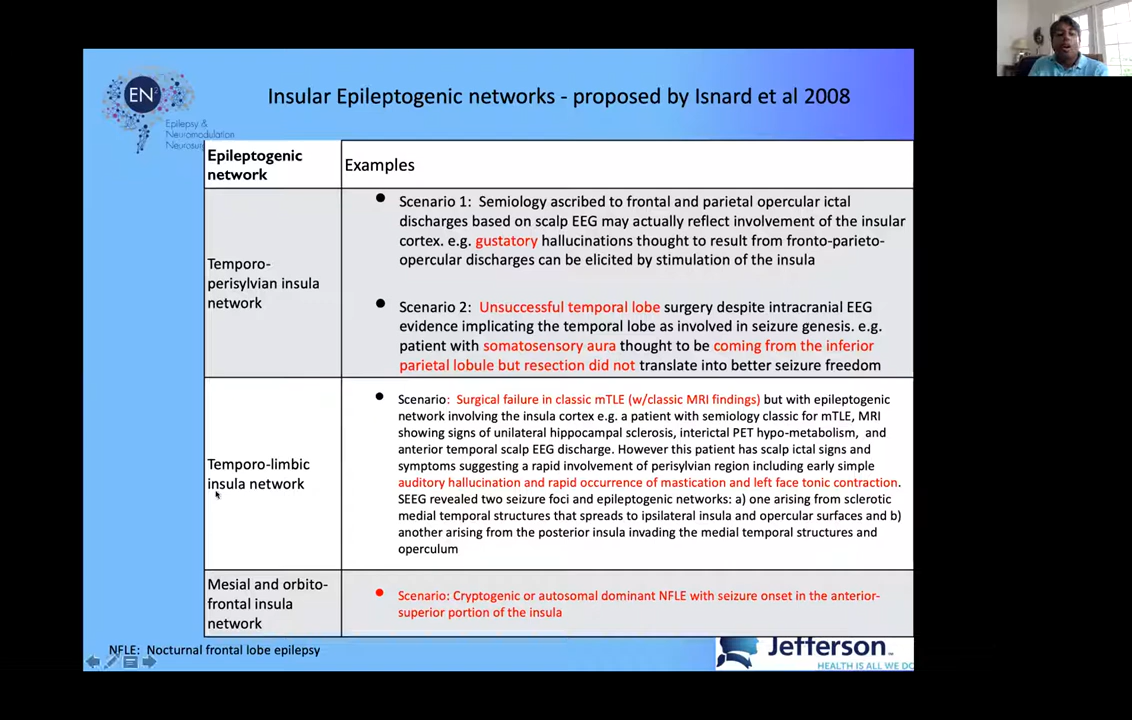 Insular Epileptogenic networks - proposed by Isnard et al 2008
EN²
Epilepsy &
Neuromodulation
Neurosurg
Epileptogenic
network
Examples
Temporo-
perisylvian insula
network
Scenario 1: Semiology ascribed to frontal and parietal opercular ictal
discharges based on scalp EEG may actually reflect involvement of the insular
cortex. e.g. gustatory hallucinations thought to result from fronto-parieto-
opercular discharges can be elicited by stimulation of the insula
Scenario 2: Unsuccessful temporal lobe surgery despite intracranial EEG
evidence implicating the temporal lobe as involved in seizure genesis. e.g.
patient with somatosensory aura thought to be coming from the inferior
parietal lobule but resection did not translate into better seizure freedom
Temporo-limbic
insula network
Scenario: Surgical failure in classic mTLE (w/classic MRI findings) but with epileptogenic
network involving the insula cortex e.g. a patient with semiology classic for mTLE, MRI
showing signs of unilateral hippocampal sclerosis, interictal PET hypo-metabolism, and
anterior temporal scalp EEG discharge. However this patient has scalp ictal signs and
symptoms suggesting a rapid involvement of perisylvian region including early simple
auditory hallucination and rapid occurrence of mastication and left face tonic contraction.
SEEG revealed two seizure foci and epileptogenic networks: a) one arising from sclerotic
medial temporal structures that spreads to ipsilateral insula and opercular surfaces and b)
another arising from the posterior insula invading the medial temporal structures and
operculum
Mesial and orbito-
frontal insula
network
Scenario: Cryptogenic or autosomal dominant NFLE with seizure onset in the anterior-
superior portion of the insula
NFLE: Nocturnal frontal lobe epilepsy
Jefferson
HEALTH IS ALL WE DO